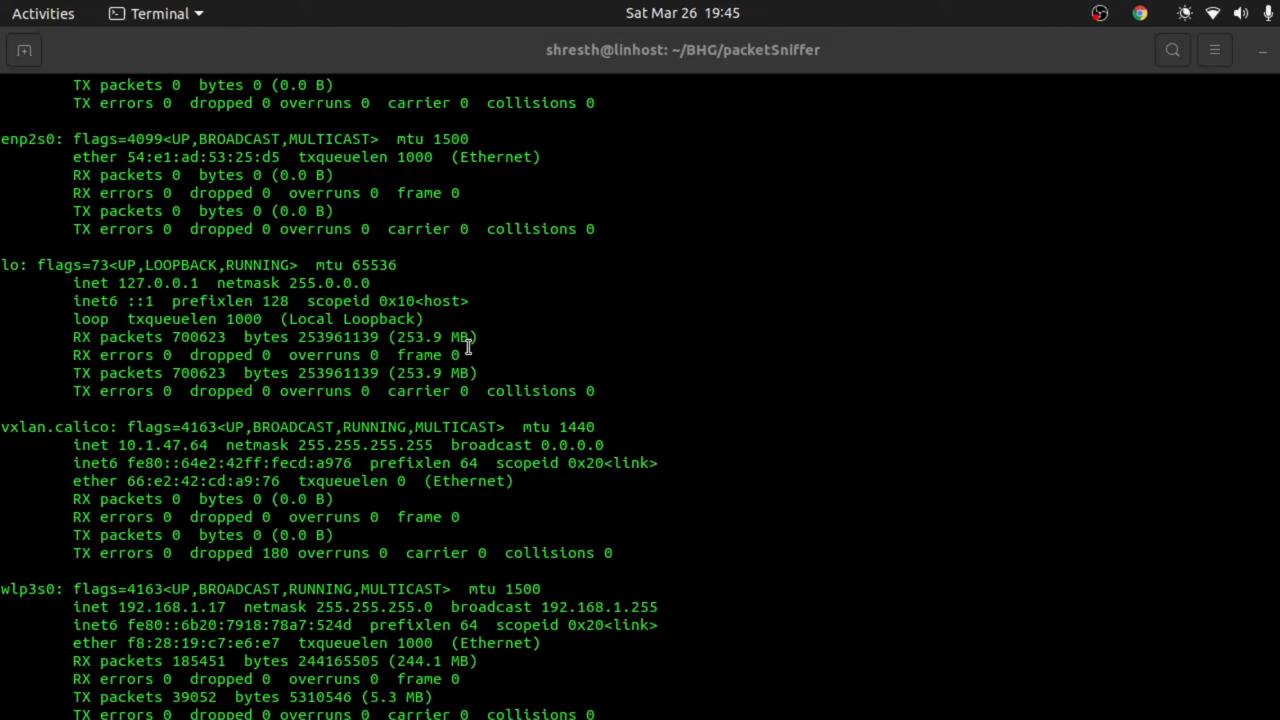 Activities Terminal Sat Mar 26 19:45
shresth@linhost: ~/BHG/packetSniffer
TX packets 0 bytes 0 (0.0 B)
TX errors 0 dropped 0 overruns 0 carrier 0 collisions 0
enp2s0: flags=4099<UP,BROADCAST,MULTICAST> mtu 1500
ether 54:e1:ad:53:25:d5 txqueuelen 1000 (Ethernet)
RX packets 0 bytes 0 (0.0 B)
RX errors 0 dropped 0 overruns 0 frame 0
TX packets 0 bytes 0 (0.0 B)
TX errors 0 dropped 0 overruns 0 carrier 0 collisions 0
lo: flags=73<UP,LOOPBACK,RUNNING> mtu 65536
inet 127.0.0.1 netmask 255.0.0.0
inet6 ::1 prefixlen 128 scopeid 0x10<host>
loop txqueuelen 1000 (Local Loopback)
RX packets 700623 bytes 253961139 (253.9 MB)
RX errors 0 dropped 0 overruns 0 frame 0
TX packets 700623 bytes 253961139 (253.9 MB)
TX errors 0 dropped 0 overruns 0 carrier 0 collisions 0
vxlan.calico: flags=4163<UP,BROADCAST,RUNNING,MULTICAST> mtu 1440
inet 10.1.47.64 netmask 255.255.255.255 broadcast 0.0.0.0
inet6 fe80::64e2:42ff:fecd:a976 prefixlen 64 scopeid 0x20<link>
ether 66:e2:42:cd:a9:76 txqueuelen 0 (Ethernet)
RX packets 0 bytes 0 (0.0 B)
RX errors 0 dropped 0 overruns 0 frame 0
TX packets 0 bytes 0 (0.0 B)
TX errors 0 dropped 180 overruns 0 carrier 0 collisions 0
wlp3s0: flags=4163<UP,BROADCAST,RUNNING,MULTICAST> mtu 1500
inet 192.168.1.17 netmask 255.255.255.0 broadcast 192.168.1.255
inet6 fe80::6b20:7918:78a7:524d prefixlen 64 scopeid 0x20<link>
ether f8:28:19:c7:e6:e7 txqueuelen 1000 (Ethernet)
RX packets 185451 bytes 244165505 (244.1 MB)
RX errors 0 dropped 0 overruns 0 frame 0
TX packets 39052 bytes 5310546 (5.3 MB)
TX errors 0 dropped 0 overruns 0 carrier 0 collisions 0